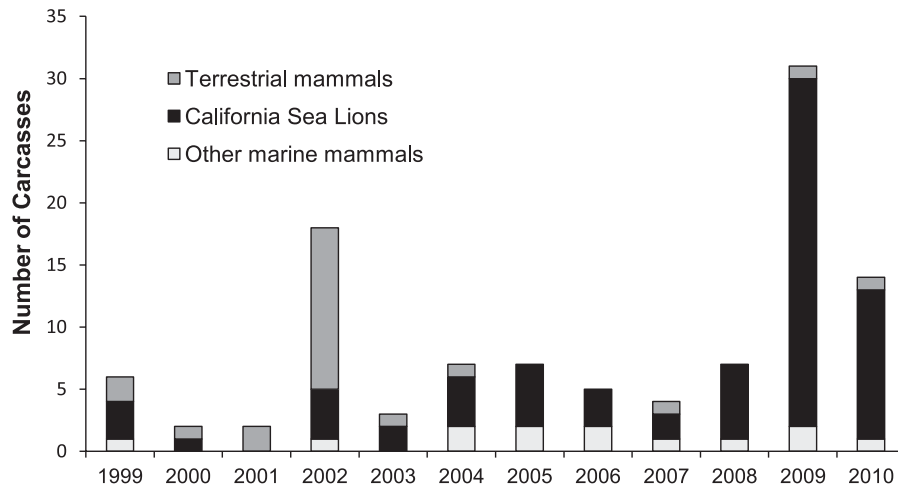 35
30
25
20
15
10
5
0
Number of Carcasses
Terrestrial mammals
California Sea Lions
Other marine mammals
1999 2000 2001 2002 2003 2004 2005 2006 2007 2008 2009 2010